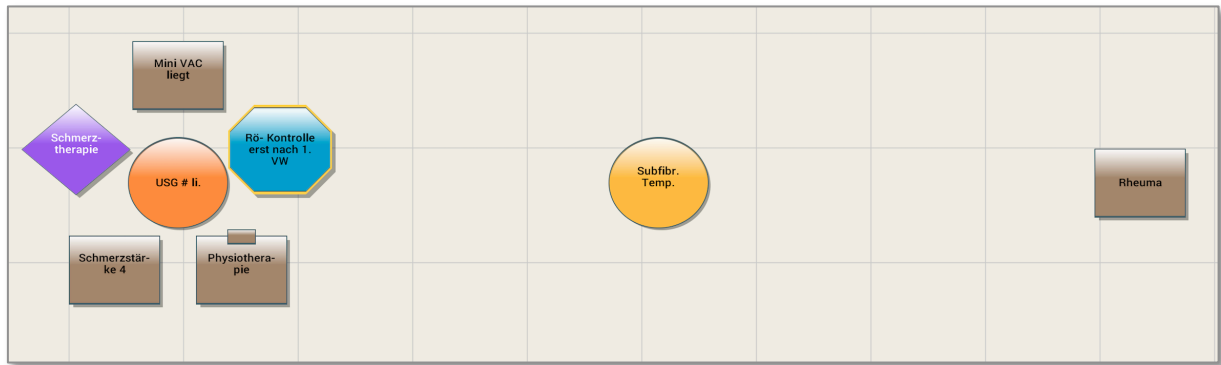 Mini VAC
liegt
Schmerz-
therapie
Rö- Kontrolle
erst nach 1.
VW
USG # li.
Schmerzstär-
ke 4
Physiothera-
pie
Subfibr.
Temp.
Rheuma